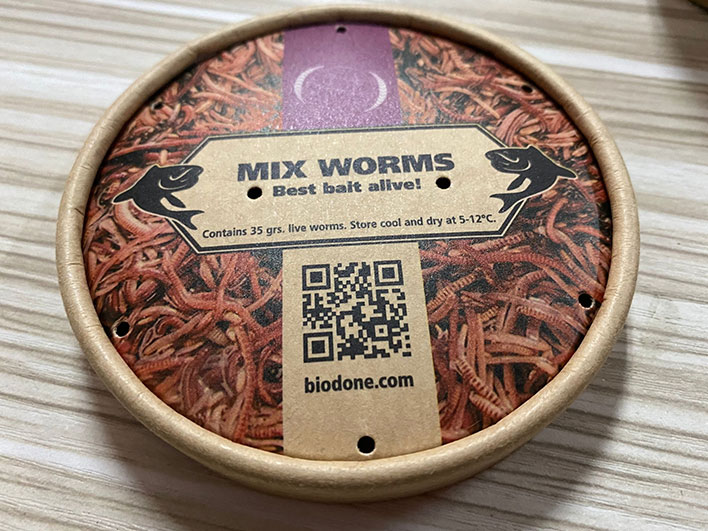 MIX WORMS
Best bait alive!
Contains 35 grs. live worms. Store cool and dry at 5-12°C.
biodone.com